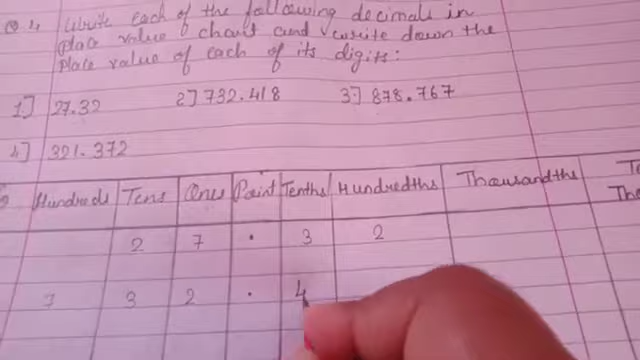 Q.4 Write each of the following decimals in
place value chart and write down the
place value of each of its digits:
1] 27.32 2] 732.418 3] 878.767
4] 321.372
Hundreds Tens Ones Point Tenths Hundredths Thousandths
2 7 . 3 2
7 3 2 . 4